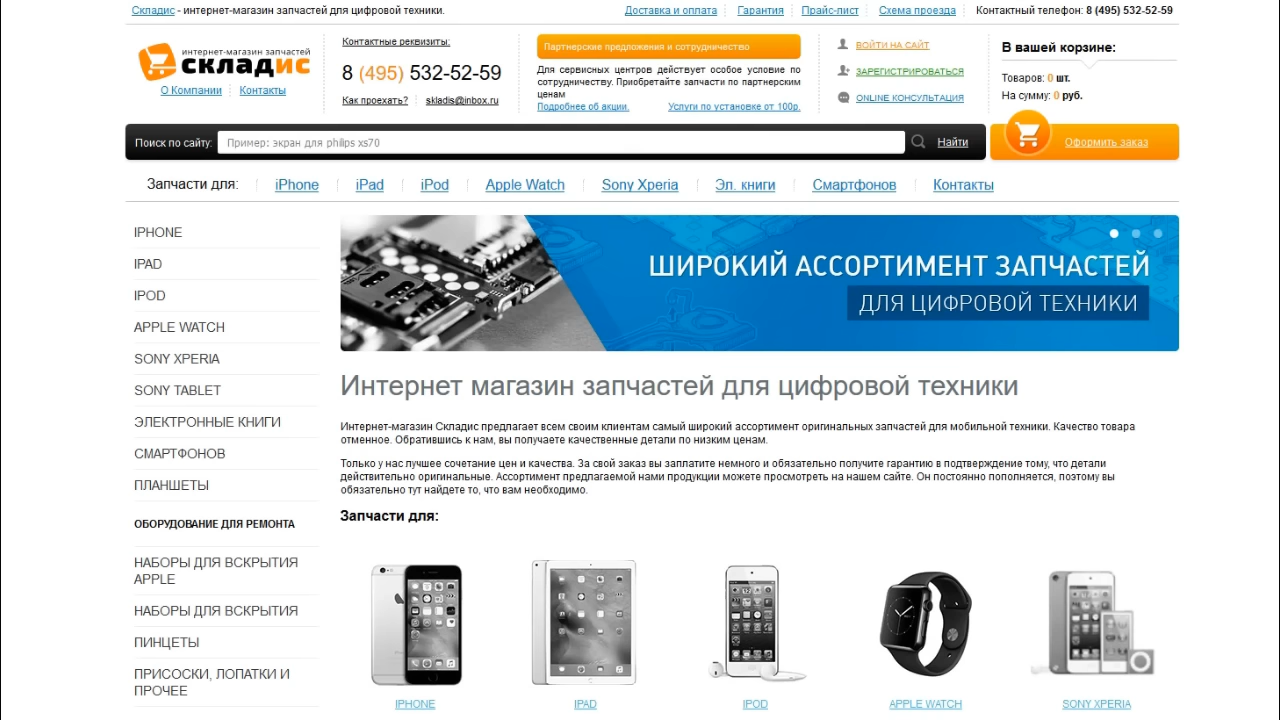 Складис - интернет-магазин запчастей для цифровой техники.
Доставка и оплата
Гарантия
Прайс-лист
Схема проезда
Контактный телефон: 8 (495) 532-52-59
интернет-магазин запчастей
складис
О Компании
Контакты
Контактные реквизиты:
8 (495) 532-52-59
Как проехать?
skladis@inbox.ru
Партнерские предложения и сотрудничество
Для сервисных центров действует особое условие по
сотрудничеству. Приобретайте запчасти по партнерским
ценам
Подробнее об акции.
Услуги по установке от 100р.
ВОЙТИ НА САЙТ
ЗАРЕГИСТРИРОВАТЬСЯ
ONLINE КОНСУЛЬТАЦИЯ
В вашей корзине:
Товаров: 0 шт.
На сумму: 0 руб.
Поиск по сайту:
Пример: экран для philips xs70
Найти
Оформить заказ
Запчасти для:
iPhone
iPad
iPod
Apple Watch
Sony Xperia
Эл. книги
Смартфонов
Контакты
IPHONE
IPAD
IPOD
APPLE WATCH
SONY XPERIA
SONY TABLET
ЭЛЕКТРОННЫЕ КНИГИ
СМАРТФОНОВ
ПЛАНШЕТЫ
ОБОРУДОВАНИЕ ДЛЯ РЕМОНТА
НАБОРЫ ДЛЯ ВСКРЫТИЯ
APPLE
НАБОРЫ ДЛЯ ВСКРЫТИЯ
ПИНЦЕТЫ
ПРИСОСКИ, ЛОПАТКИ И
ПРОЧЕЕ
ШИРОКИЙ АССОРТИМЕНТ ЗАПЧАСТЕЙ
ДЛЯ ЦИФРОВОЙ ТЕХНИКИ
Интернет магазин запчастей для цифровой техники
Интернет-магазин Складис предлагает всем своим клиентам самый широкий ассортимент оригинальных запчастей для мобильной техники. Качество товара
отменное. Обратившись к нам, вы получаете качественные детали по низким ценам.
Только у нас лучшее сочетание цен и качества. За свой заказ вы заплатите немного и обязательно получите гарантию в подтверждение тому, что детали
действительно оригинальные. Ассортимент предлагаемой нами продукции можете просмотреть на нашем сайте. Он постоянно пополняется, поэтому вы
обязательно тут найдете то, что вам необходимо.
Запчасти для:
IPHONE
IPAD
IPOD
APPLE WATCH
SONY XPERIA